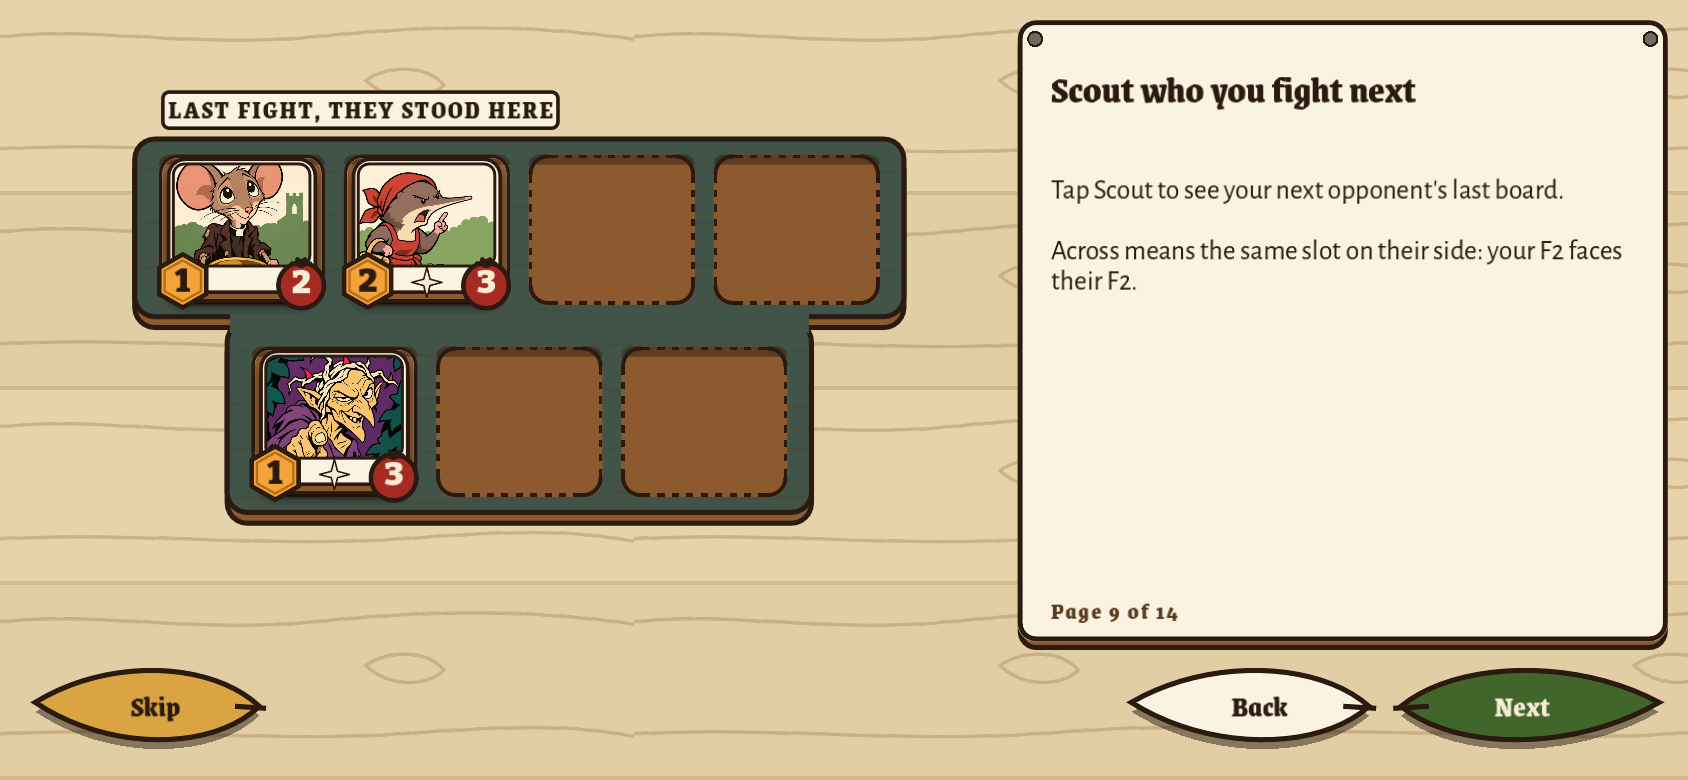 LAST FIGHT, THEY STOOD HERE
1 2
2 3
1 3
Scout who you fight next
Tap Scout to see your next opponent's last board.
Across means the same slot on their side: your F2 faces
their F2.
Page 9 of 14
Skip
Back
Next